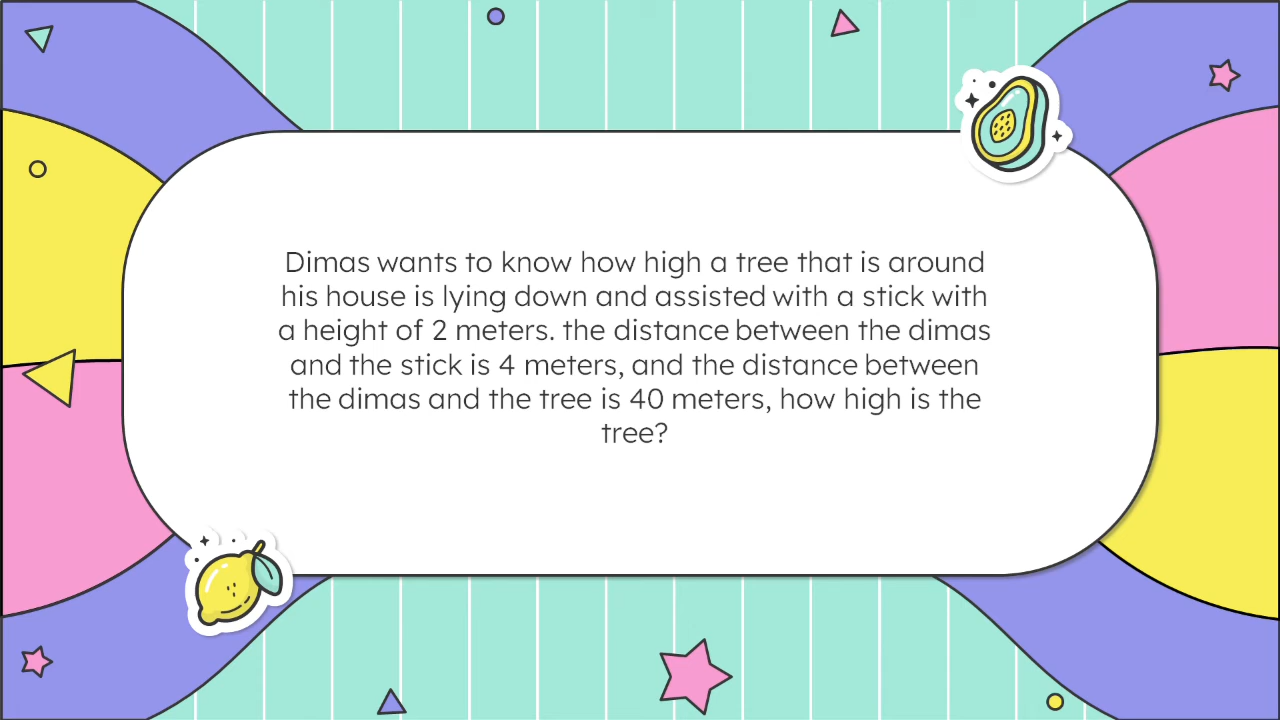 Dimas wants to know how high a tree that is around
his house is lying down and assisted with a stick with
a height of 2 meters. the distance between the dimas
and the stick is 4 meters, and the distance between
the dimas and the tree is 40 meters, how high is the
tree?